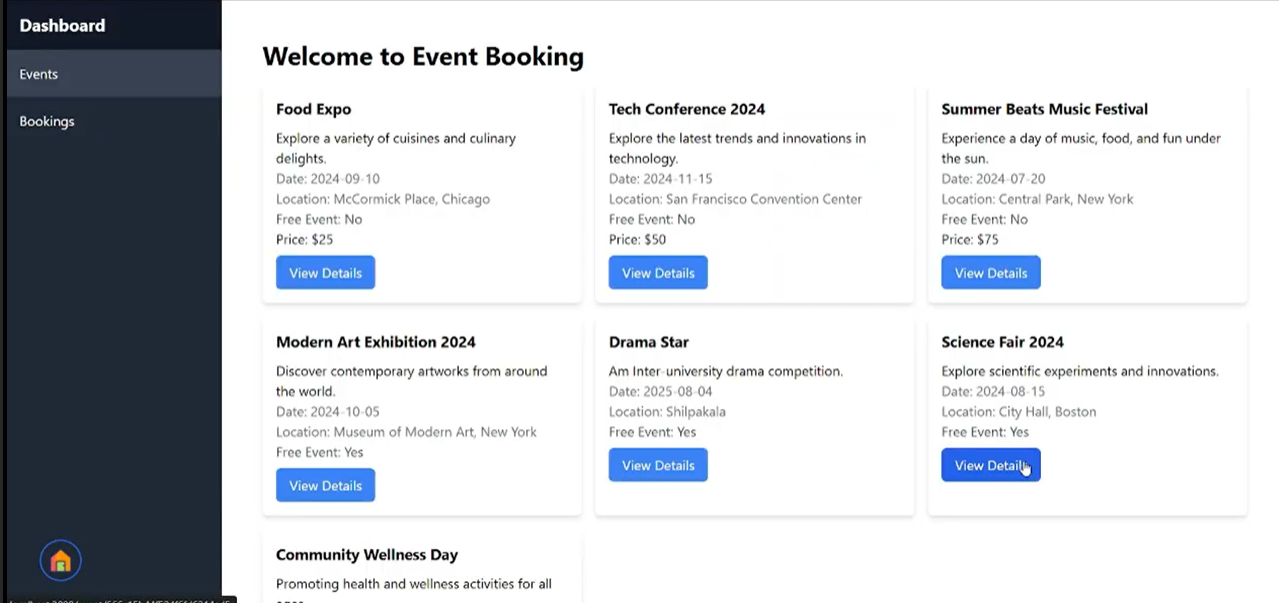 Dashboard
Events
Bookings
Welcome to Event Booking
Food Expo
Explore a variety of cuisines and culinary
delights.
Date: 2024-09-10
Location: McCormick Place, Chicago
Free Event: No
Price: $25
View Details
Tech Conference 2024
Explore the latest trends and innovations in
technology.
Date: 2024-11-15
Location: San Francisco Convention Center
Free Event: No
Price: $50
View Details
Summer Beats Music Festival
Experience a day of music, food, and fun under
the sun.
Date: 2024-07-20
Location: Central Park, New York
Free Event: No
Price: $75
View Details
Modern Art Exhibition 2024
Discover contemporary artworks from around
the world.
Date: 2024-10-05
Location: Museum of Modern Art, New York
Free Event: Yes
View Details
Drama Star
Am Inter-university drama competition.
Date: 2025-08-04
Location: Shilpakala
Free Event: Yes
View Details
Science Fair 2024
Explore scientific experiments and innovations.
Date: 2024-08-15
Location: City Hall, Boston
Free Event: Yes
View Details
Community Wellness Day
Promoting health and wellness activities for all